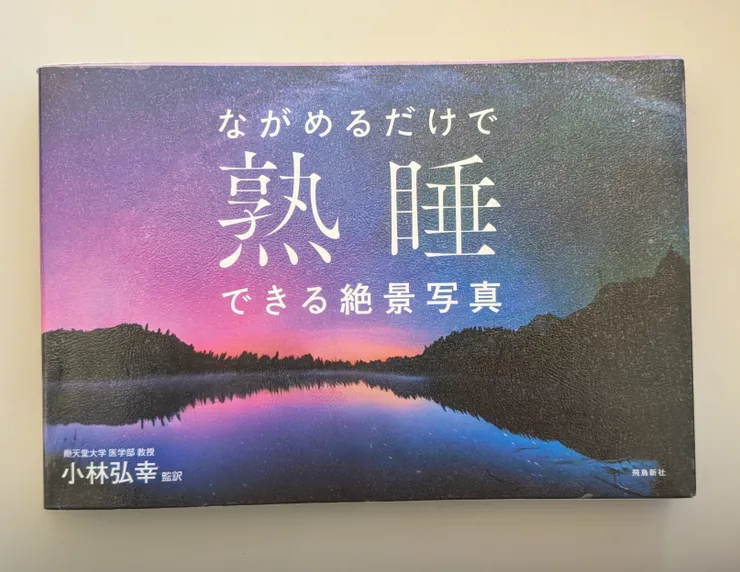 ながめるだけで
熟睡
できる絶景写真
順天堂大学 医学部 教授
小林弘幸 監訳
飛鳥新社